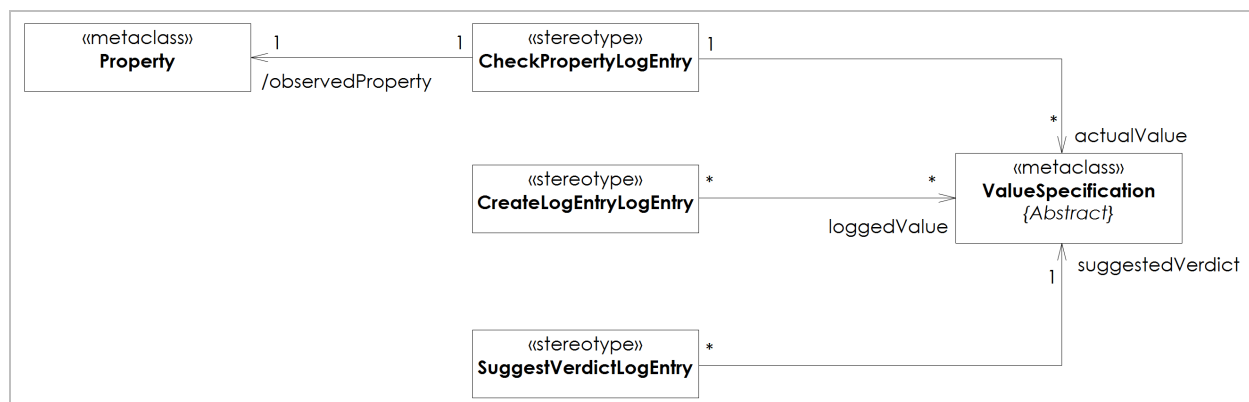 «metaclass»
Property
1
/observedProperty
1
«stereotype»
CheckPropertyLogEntry
1
*
actualValue
«stereotype»
CreateLogEntryLogEntry
*
*
loggedValue
«metaclass»
ValueSpecification
{Abstract}
suggestedVerdict
1
«stereotype»
SuggestVerdictLogEntry
*